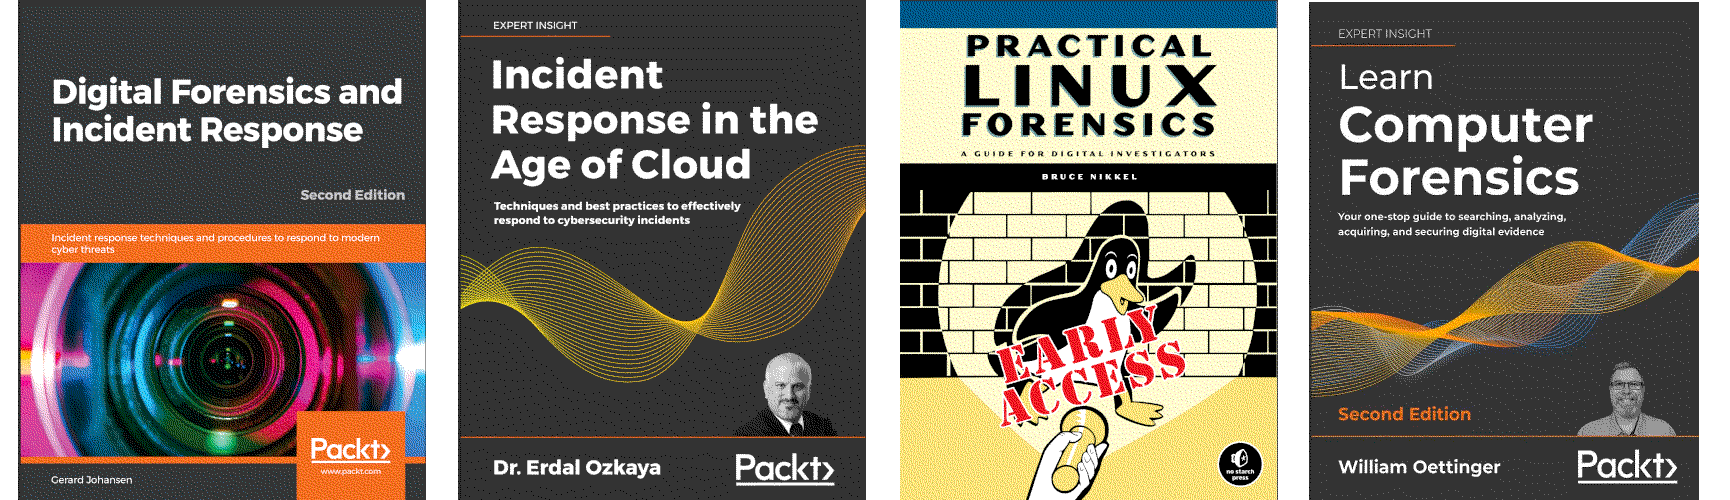 Digital Forensics and
Incident Response
Second Edition
Incident response techniques and procedures to respond to modern
cyber threats
Packt>
www.packt.com
Gerard Johansen
EXPERT INSIGHT
Incident
Response in the
Age of Cloud
Techniques and best practices to effectively
respond to cybersecurity incidents
Dr. Erdal Ozkaya
Packt>
PRACTICAL
LINUX
FORENSICS
A GUIDE FOR DIGITAL INVESTIGATORS
BRUCE NIKKEL
EARLY
ACCESS
no starch
press
EXPERT INSIGHT
Learn
Computer
Forensics
Your one-stop guide to searching, analyzing,
acquiring, and securing digital evidence
Second Edition
William Oettinger
Packt>